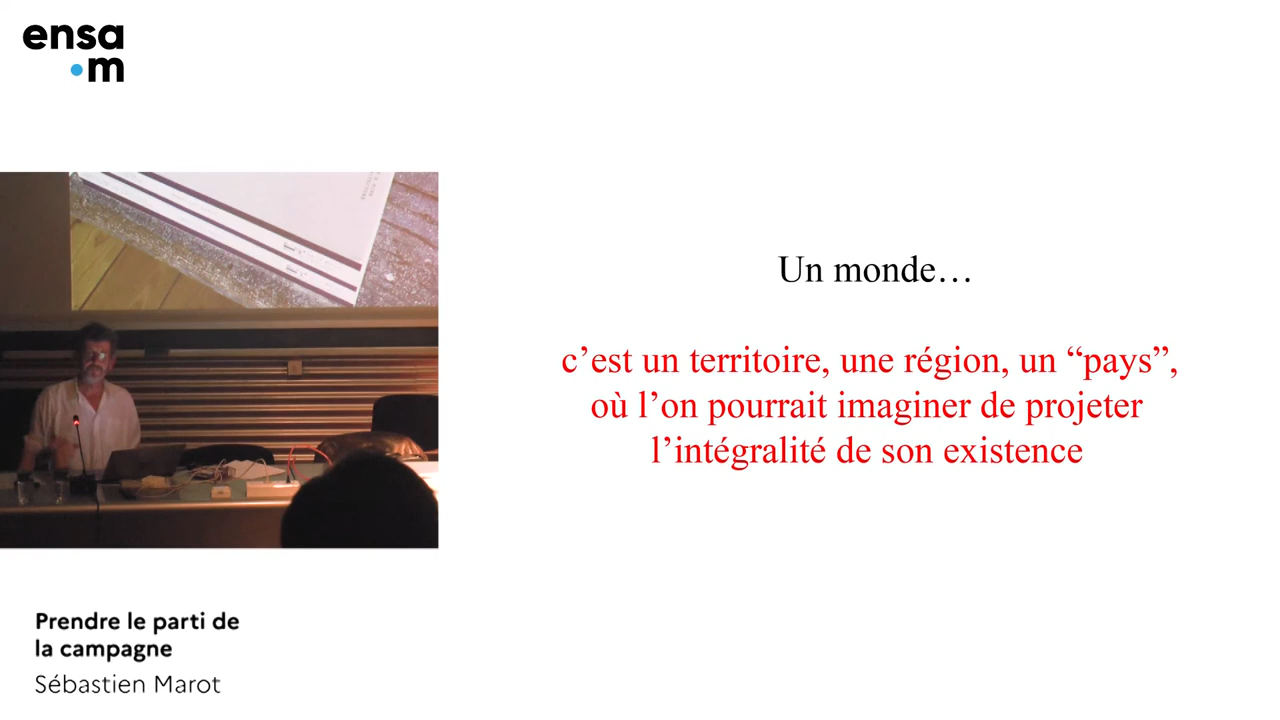 ensa
•m
Un monde…
c’est un territoire, une région, un “pays”,
où l’on pourrait imaginer de projeter
l’intégralité de son existence
Prendre le parti de
la campagne
Sébastien Marot